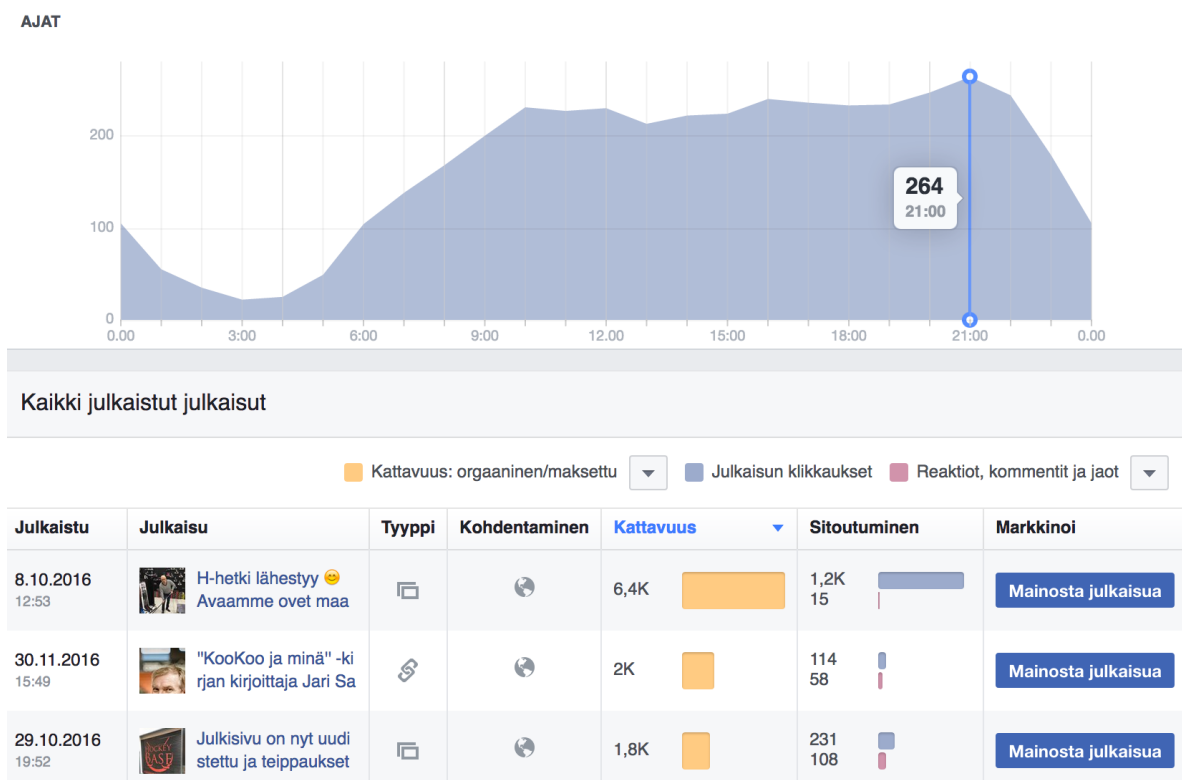 AJAT
200
100
0
264
21:00
0.00 3:00 6:00 9:00 12.00 15:00 18:00 21:00 0.00
Kaikki julkaistut julkaisut
Kattavuus: orgaaninen/maksettu Julkaisun klikkaukset Reaktiot, kommentit ja jaot
Julkaistu Julkaisu Tyyppi Kohdentaminen Kattavuus Sitoutuminen Markkinoi
8.10.2016
12:53
H-hetki lähestyy 😊
Avaamme ovet maa
6,4K
1,2K
15
Mainosta julkaisua
30.11.2016
15:49
"KooKoo ja minä" -ki
rjan kirjoittaja Jari Sa
2K
114
58
Mainosta julkaisua
29.10.2016
19:52
HOCKEY
BASE
Julkisivu on nyt uudi
stettu ja teippaukset
1,8K
231
108
Mainosta julkaisua